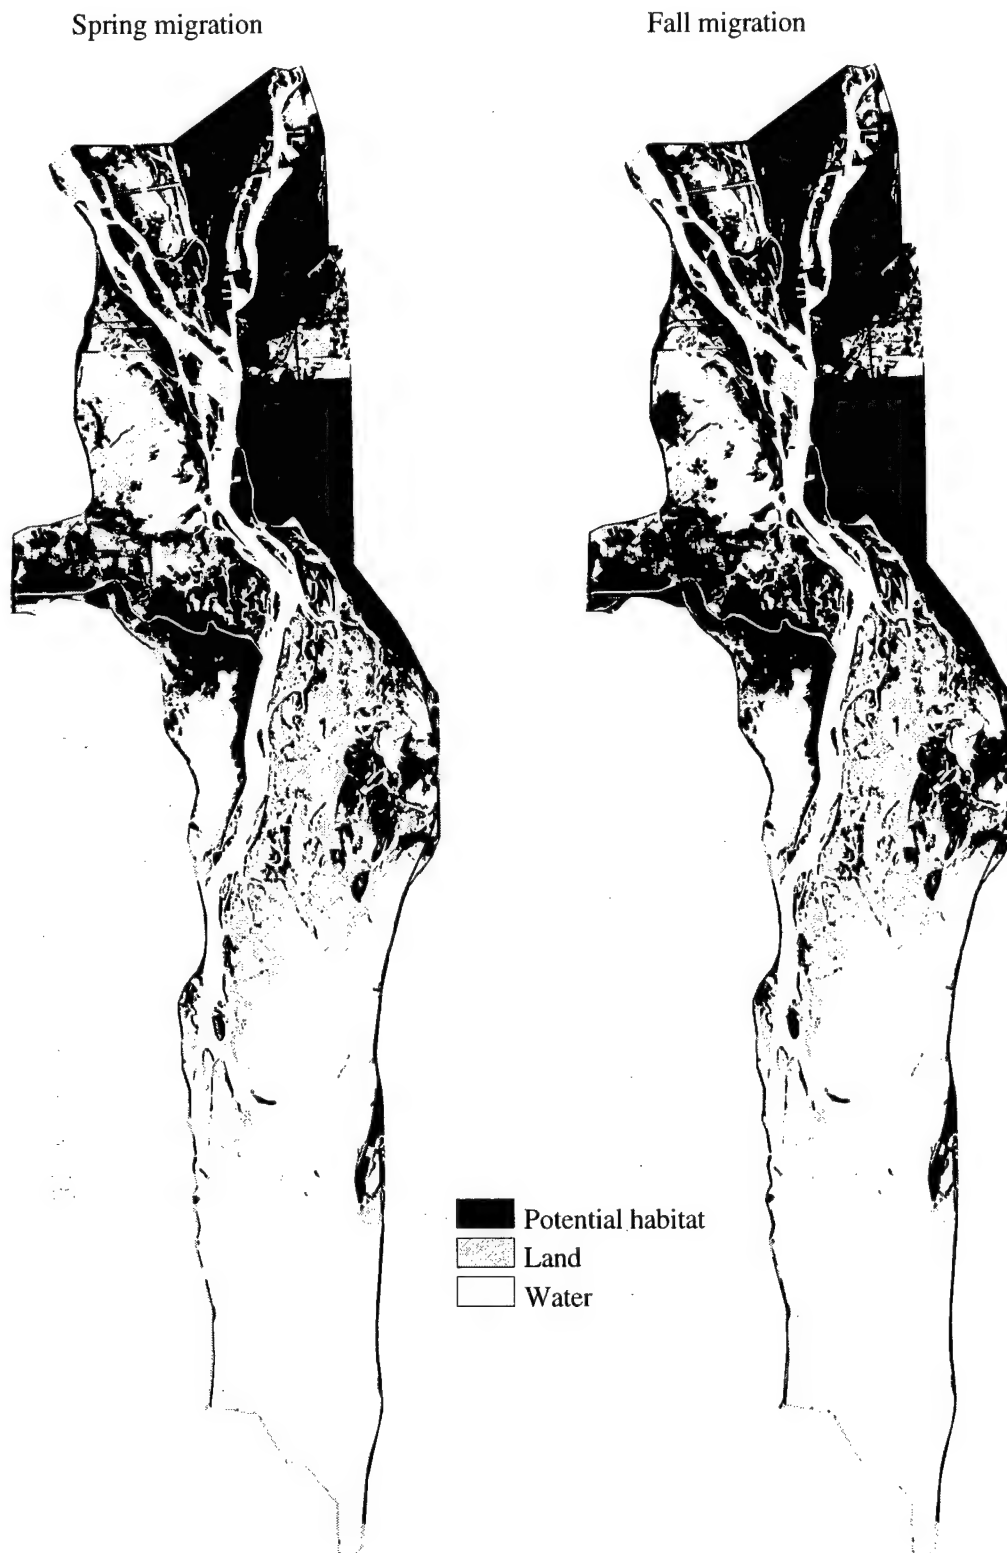 Spring migration
Fall migration
Potential habitat
Land
Water